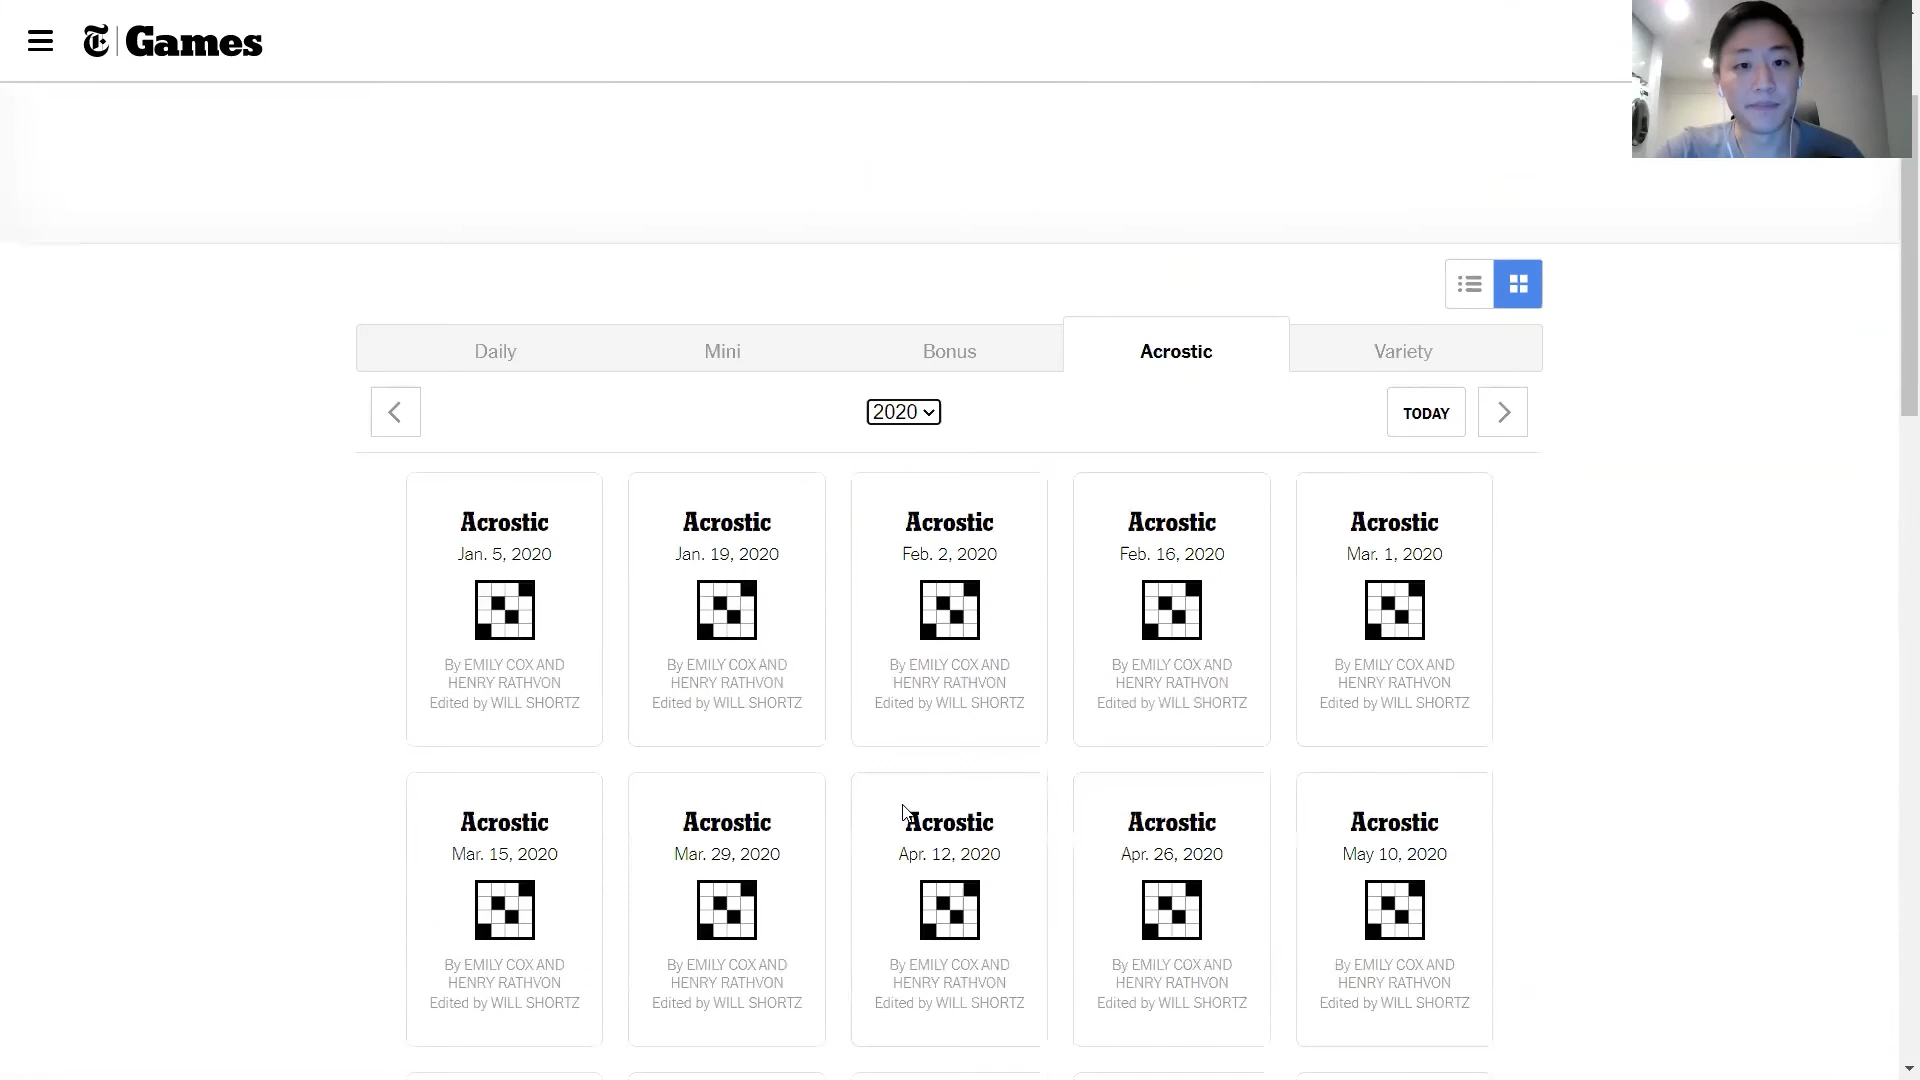 T Games
Daily
Mini
Bonus
Acrostic
Variety
2020
TODAY
Acrostic
Jan. 5, 2020
By EMILY COX AND
HENRY RATHVON
Edited by WILL SHORTZ
Acrostic
Jan. 19, 2020
By EMILY COX AND
HENRY RATHVON
Edited by WILL SHORTZ
Acrostic
Feb. 2, 2020
By EMILY COX AND
HENRY RATHVON
Edited by WILL SHORTZ
Acrostic
Feb. 16, 2020
By EMILY COX AND
HENRY RATHVON
Edited by WILL SHORTZ
Acrostic
Mar. 1, 2020
By EMILY COX AND
HENRY RATHVON
Edited by WILL SHORTZ
Acrostic
Mar. 15, 2020
By EMILY COX AND
HENRY RATHVON
Edited by WILL SHORTZ
Acrostic
Mar. 29, 2020
By EMILY COX AND
HENRY RATHVON
Edited by WILL SHORTZ
Acrostic
Apr. 12, 2020
By EMILY COX AND
HENRY RATHVON
Edited by WILL SHORTZ
Acrostic
Apr. 26, 2020
By EMILY COX AND
HENRY RATHVON
Edited by WILL SHORTZ
Acrostic
May 10, 2020
By EMILY COX AND
HENRY RATHVON
Edited by WILL SHORTZ